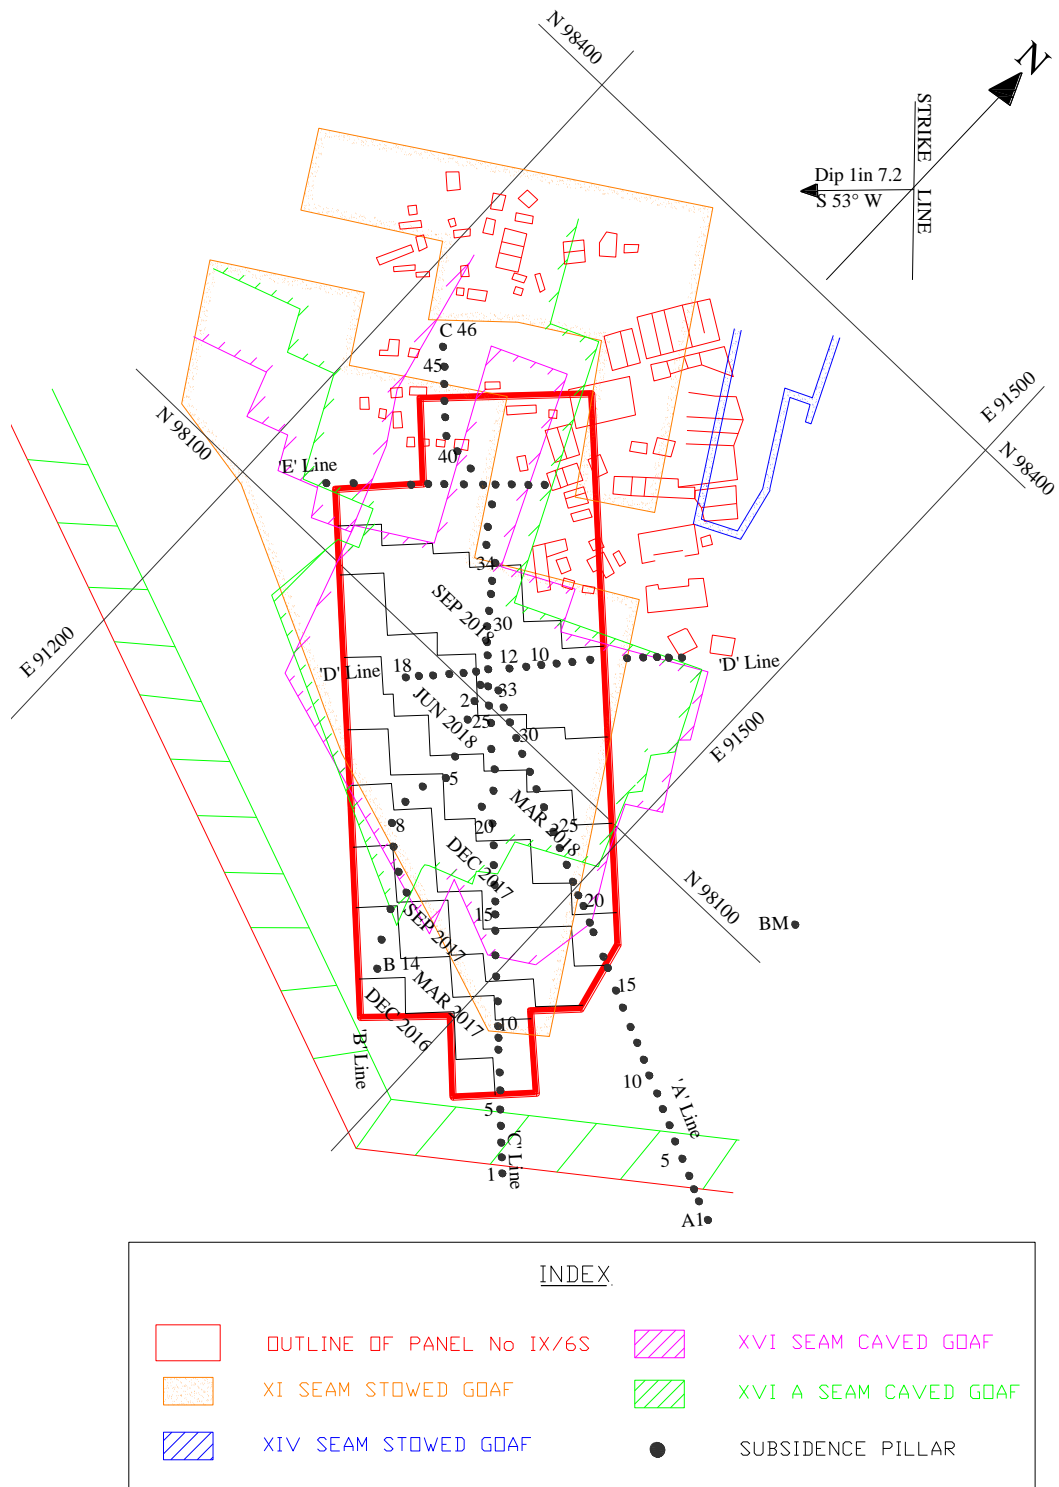 N 98400
N
STRIKE LINE
Dip 1in 7.2
S 53° W
C 46
45
E 91500
N 98100
N 98400
40
'E' Line
34
SEP 2018
30
E 91200
12
10
18
'D' Line
'D' Line
33
2
JUN 2018
25
30
E 91500
5
MAR 2018
8
20
25
DEC 2017
N 98100
20
15
SEP 2017
BM
B 14
MAR 2017
15
DEC 2016
10
'B' Line
10
'A' Line
5
'C' Line
5
1
A1
INDEX
OUTLINE OF PANEL No IX/6S
XVI SEAM CAVED GOAF
XI SEAM STOWED GOAF
XVI A SEAM CAVED GOAF
XIV SEAM STOWED GOAF
SUBSIDENCE PILLAR